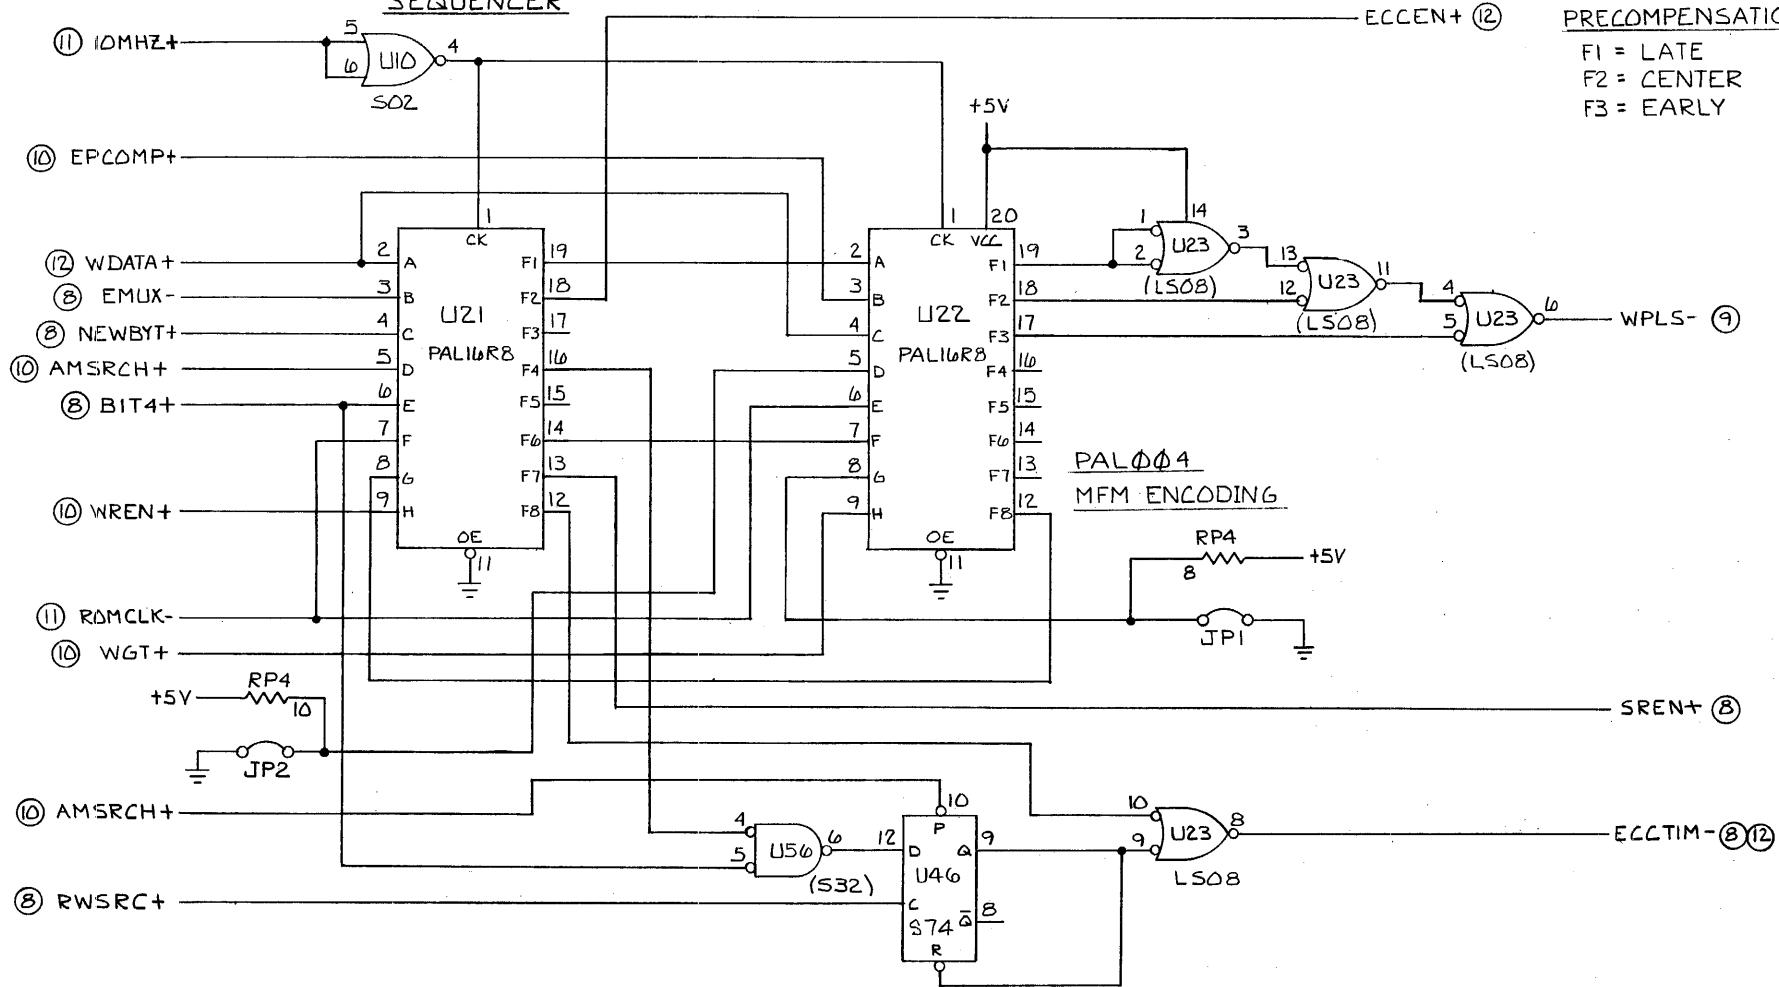 SEQUENCER
ECCEN+ 12
PRECOMPENSATIO
F1 = LATE
F2 = CENTER
F3 = EARLY
11 10MHZ+
5
6
U10
4
S02
+5V
10 EPCOMP+
1
CK
1
CK
20
VCC
12 WDATA+
8 EMUX-
8 NEWBYT+
10 AMSRCH+
8 BIT4+
10 WREN+
2 A
3 B
4 C
5 D
6 E
7 F
8 G
9 H
U21
PAL16R8
F1 19
F2 18
F3 17
F4 16
F5 15
F6 14
F7 13
F8 12
OE
11
2 A
3 B
4 C
5 D
6 E
7 F
8 G
9 H
U22
PAL16R8
F1 19
F2 18
F3 17
F4 16
F5 15
F6 14
F7 13
F8 12
OE
11
1
2
14
U23
3
(LS08)
13
12
U23
11
(LS08)
4
5
U23
6
(LS08)
WPLS- 9
PAL004
MFM ENCODING
RP4
8
+5V
JP1
11 ROMCLK-
10 WGT+
+5V
RP4
10
JP2
SREN+ 8
10 AMSRCH+
4
5
U56
6
(S32)
10
P
12 D
Q 9
U46
C
S74
Q 8
R
10
9
U23
8
LS08
ECCTIM- 8 12
8 RWSRC+